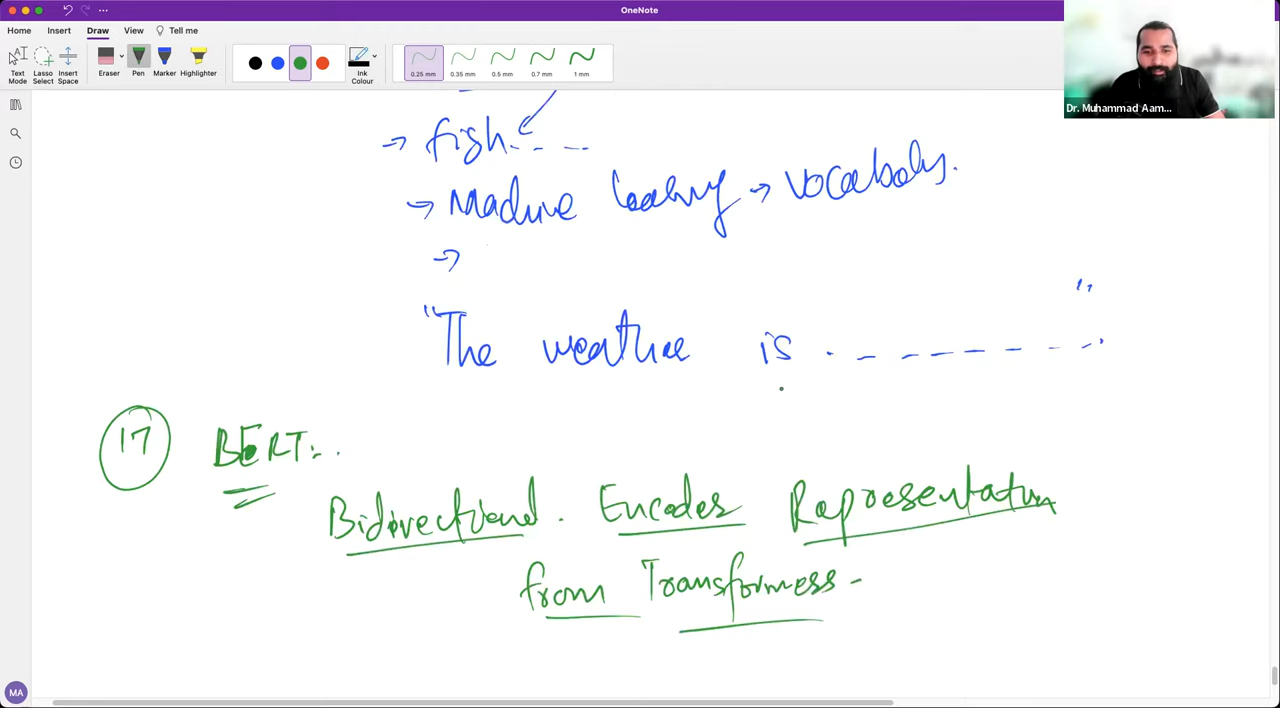 OneNote
Home Insert Draw View Tell me
Text Mode Lasso Select Insert Space Eraser Pen Marker Highlighter Ink Colour 0.25 mm 0.35 mm 0.5 mm 0.7 mm 1 mm
Dr. Muhammad Aam...
→ fish. - - -
→ Machine → vocabolry.
→
"The weather is . - - - - - - - "
17 BERT:-
Bidirectional. Encoder Representation
from Transformers -
MA